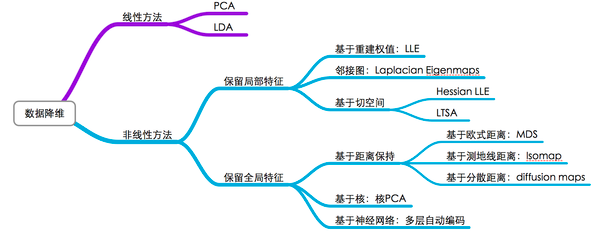 数据降维
线性方法
PCA
LDA
非线性方法
保留局部特征
基于重建权值：LLE
邻接图：Laplacian Eigenmaps
基于切空间
Hessian LLE
LTSA
保留全局特征
基于距离保持
基于欧式距离：MDS
基于测地线距离：Isomap
基于分散距离：diffusion maps
基于核：核PCA
基于神经网络：多层自动编码